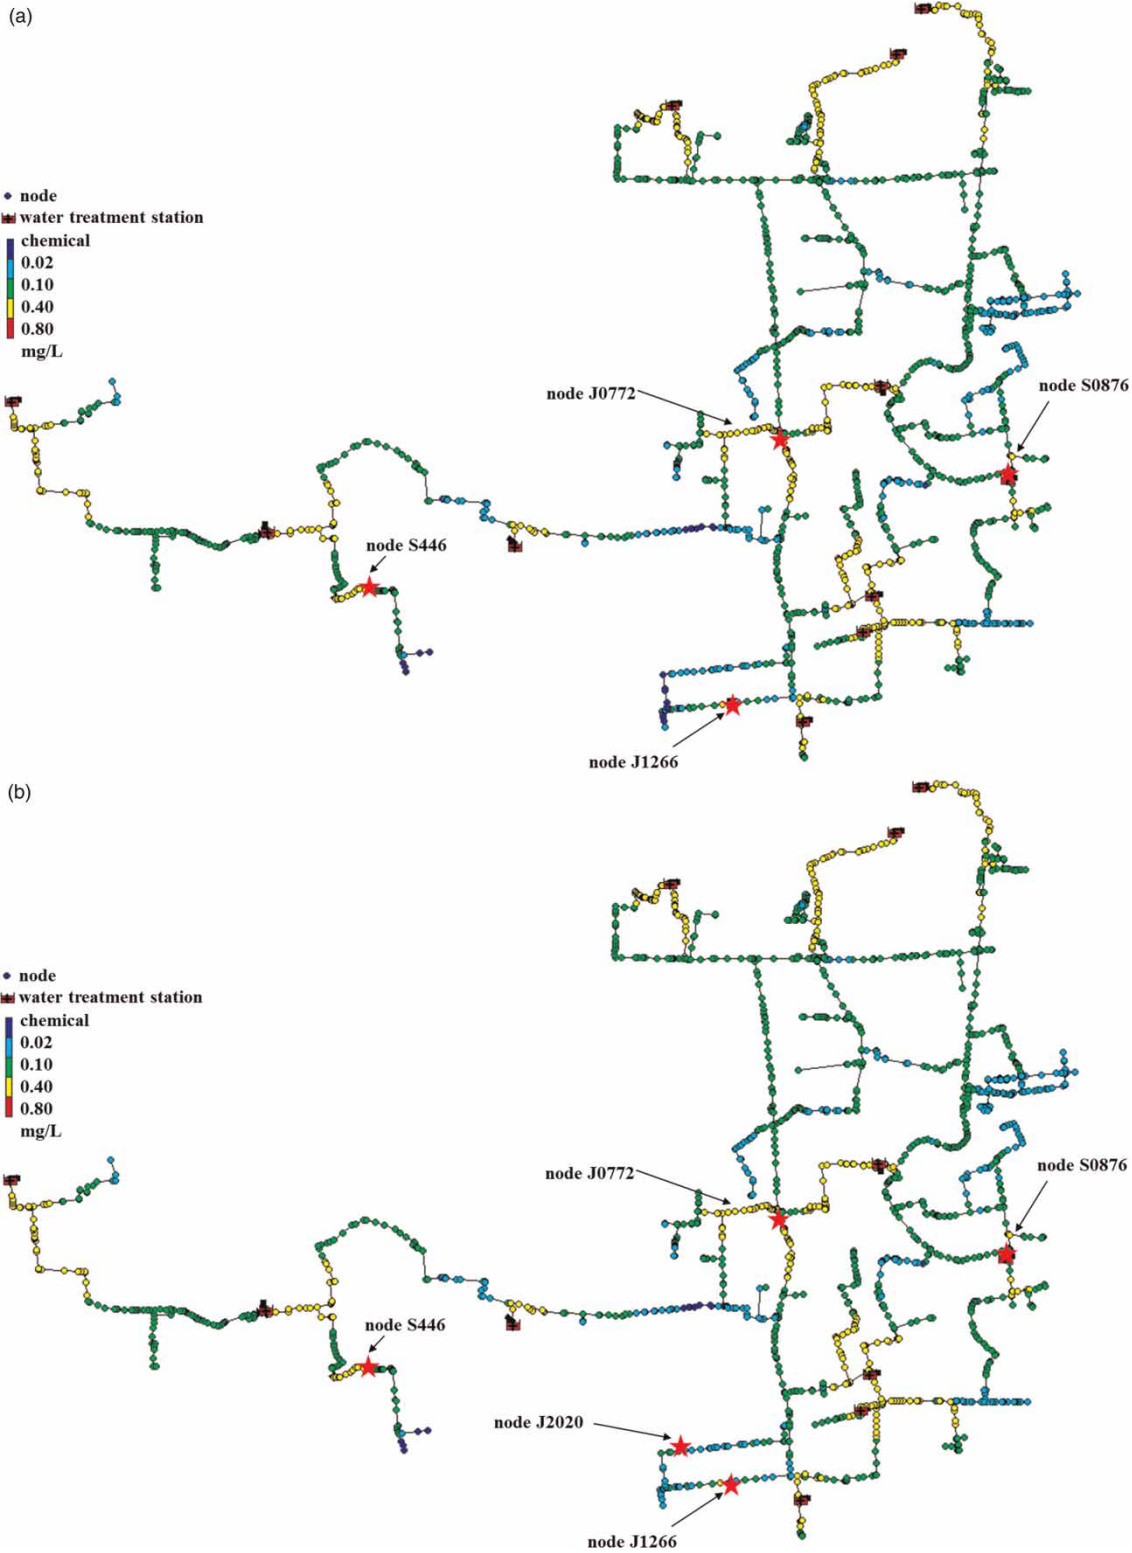 (a)
node
water treatment station
chemical
0.02
0.10
0.40
0.80
mg/L
node J0772
node S0876
node S446
node J1266
(b)
node
water treatment station
chemical
0.02
0.10
0.40
0.80
mg/L
node J0772
node S0876
node S446
node J2020
node J1266